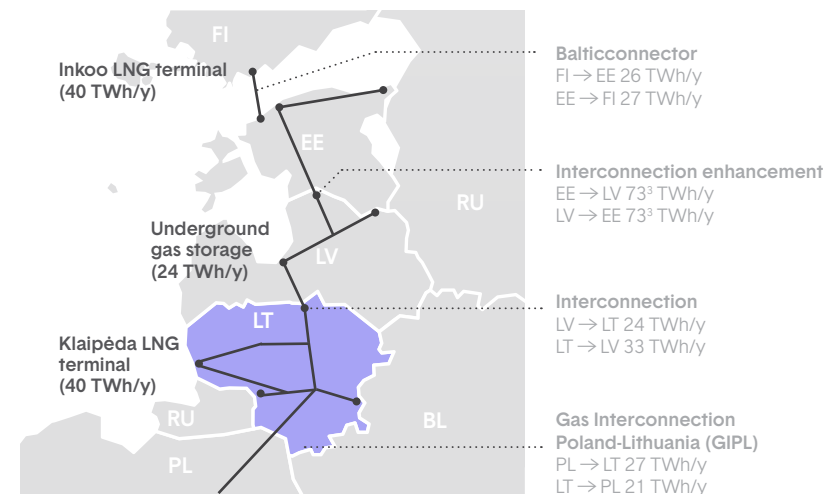 FI
Inkoo LNG terminal
(40 TWh/y)
Balticconnector
FI → EE 26 TWh/y
EE → FI 27 TWh/y
EE
Interconnection enhancement
EE → LV 73³ TWh/y
LV → EE 73³ TWh/y
RU
Underground
gas storage
(24 TWh/y)
LV
Interconnection
LV → LT 24 TWh/y
LT → LV 33 TWh/y
LT
Klaipėda LNG
terminal
(40 TWh/y)
RU
BL
Gas Interconnection
Poland-Lithuania (GIPL)
PL → LT 27 TWh/y
LT → PL 21 TWh/y
PL